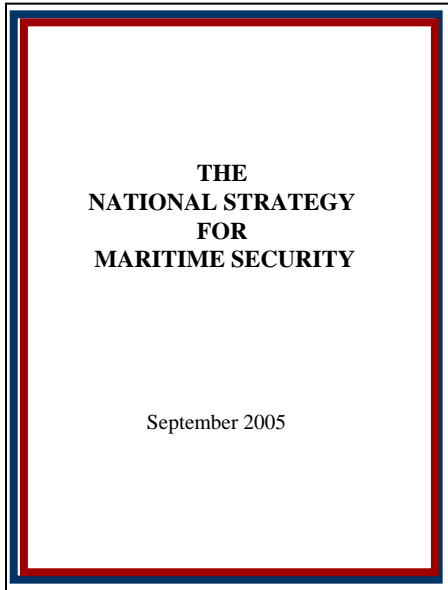 THE
NATIONAL STRATEGY
FOR
MARITIME SECURITY
September 2005